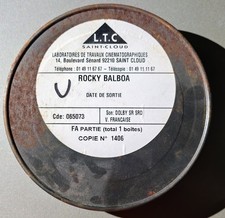 L.T.C
SAINT-CLOUD
LABORATOIRES DE TRAVAUX CINEMATOGRAPHIQUES
14, Boulevard Sénard 92210 SAINT CLOUD
Téléphone : 01 49 11 67 67 - Télécopie : 01 49 11 67 71
ROCKY BALBOA
DATE DE SORTIE
Cde: 065073
Son: DOLBY SR SRD
V. FRANCAISE
FA PARTIE (total 1 boîtes)
COPIE N° 1406